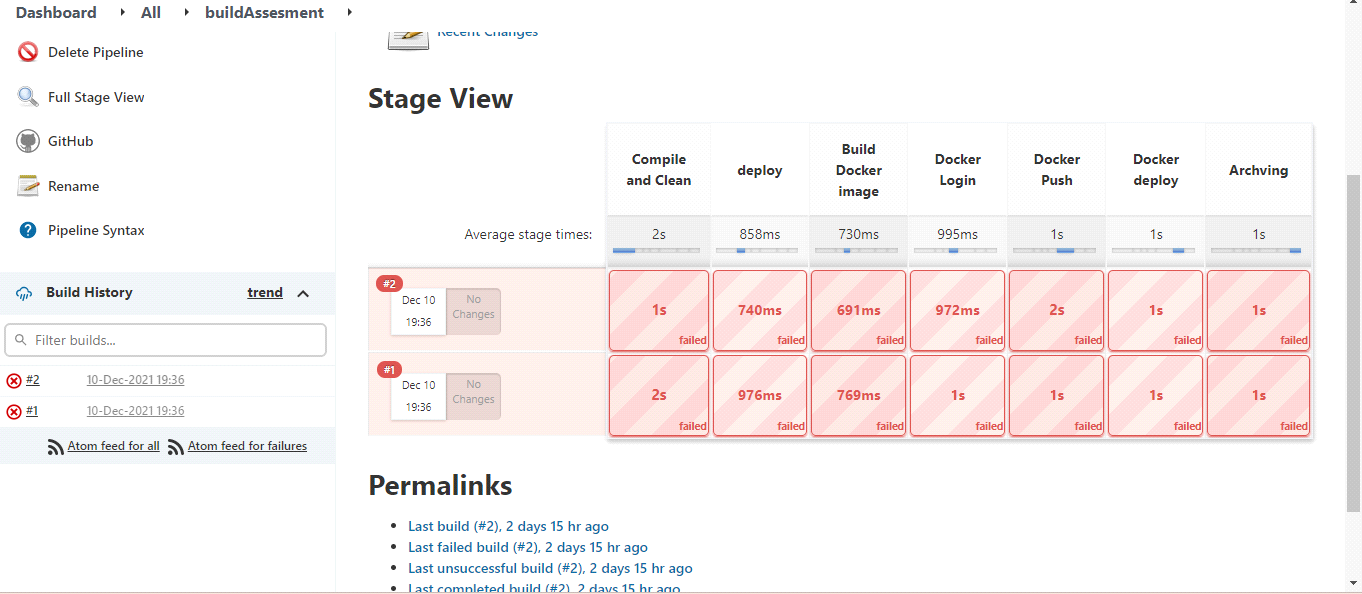 Dashboard All buildAssesment
Delete Pipeline
Full Stage View
GitHub
Rename
Pipeline Syntax
Build History trend
Filter builds...
#2 10-Dec-2021 19:36
#1 10-Dec-2021 19:36
Atom feed for all Atom feed for failures
Recent Changes
Stage View
Compile and Clean
deploy
Build Docker image
Docker Login
Docker Push
Docker deploy
Archving
Average stage times: 2s 858ms 730ms 995ms 1s 1s 1s
#2
Dec 10
19:36
No Changes
1s 740ms 691ms 972ms 2s 1s 1s
failed failed failed failed failed failed failed
#1
Dec 10
19:36
No Changes
2s 976ms 769ms 1s 1s 1s 1s
failed failed failed failed failed failed failed
Permalinks
Last build (#2), 2 days 15 hr ago
Last failed build (#2), 2 days 15 hr ago
Last unsuccessful build (#2), 2 days 15 hr ago
Last completed build (#2), 2 days 15 hr ago